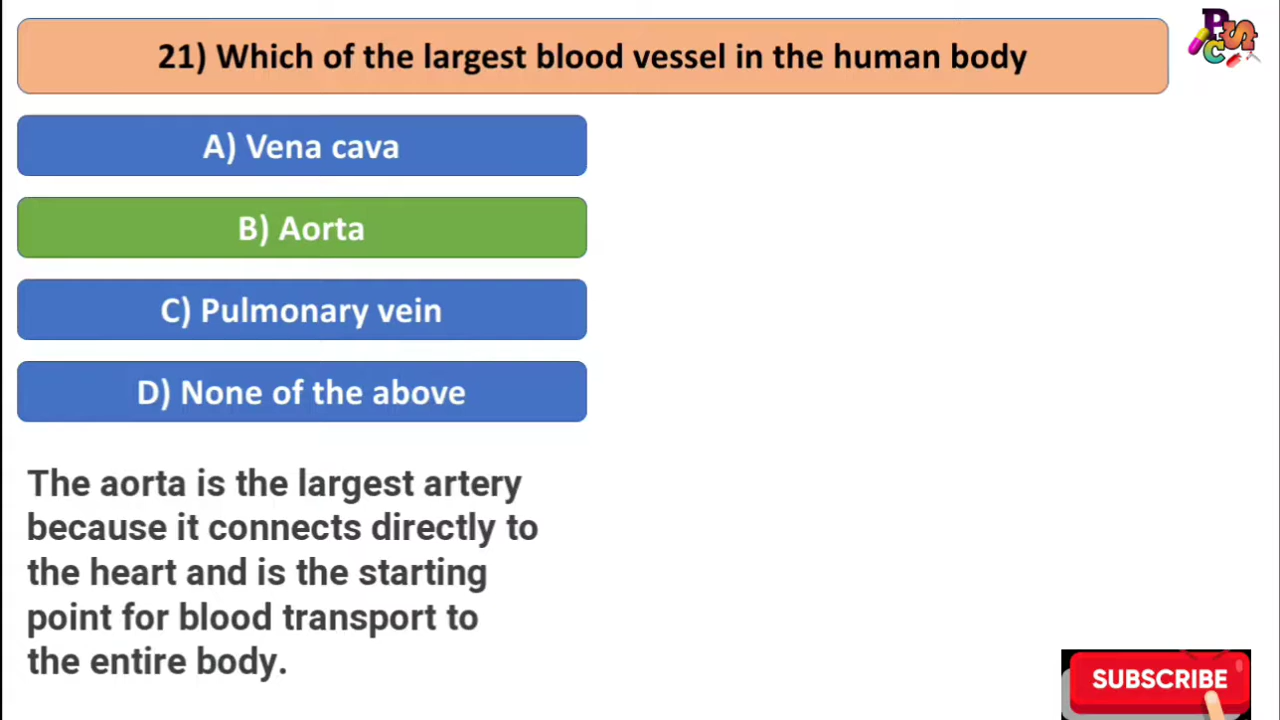 21) Which of the largest blood vessel in the human body
A) Vena cava
B) Aorta
C) Pulmonary vein
D) None of the above
The aorta is the largest artery
because it connects directly to
the heart and is the starting
point for blood transport to
the entire body.
SUBSCRIBE